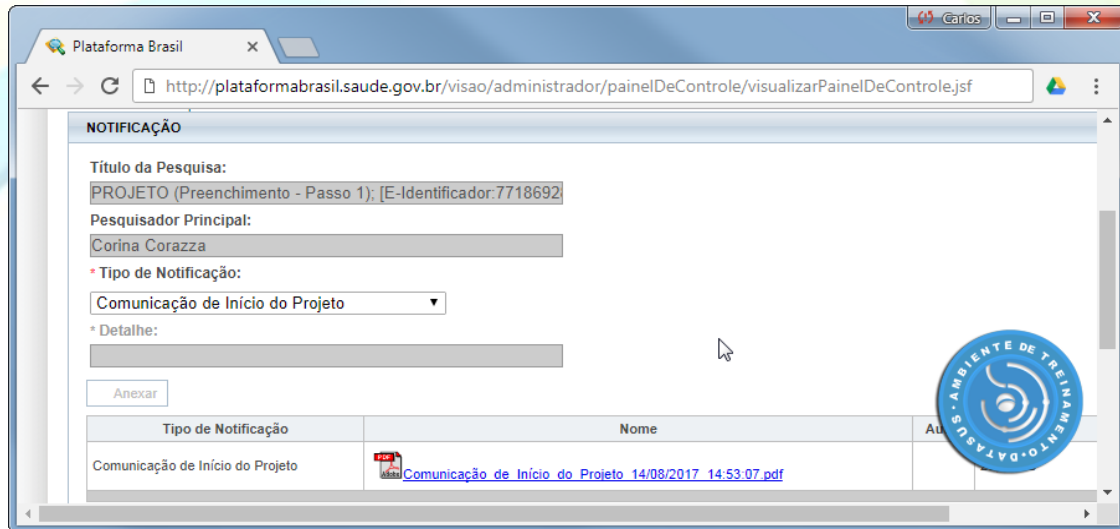 Carlos
Plataforma Brasil
http://plataformabrasil.saude.gov.br/visao/administrador/painelDeControle/visualizarPainelDeControle.jsf
NOTIFICAÇÃO
Título da Pesquisa:
PROJETO (Preenchimento - Passo 1); [E-Identificador:7718692
Pesquisador Principal:
Corina Corazza
* Tipo de Notificação:
Comunicação de Início do Projeto
* Detalhe:
Anexar
AMBIENTE DE TREINAMENTO · DATASUS ·
Tipo de Notificação Nome Au
Comunicação de Início do Projeto PDF Adobe Comunicação_de_Início_do_Projeto_14/08/2017_14:53:07.pdf